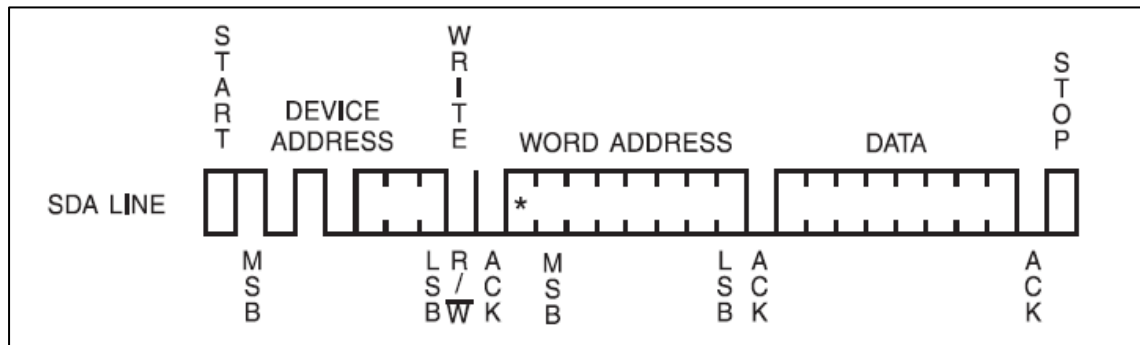 START
WRITE
STOP
DEVICE
ADDRESS
WORD ADDRESS
DATA
SDA LINE
*
MSB
LSB
R/W
ACK
MSB
LSB
ACK
ACK